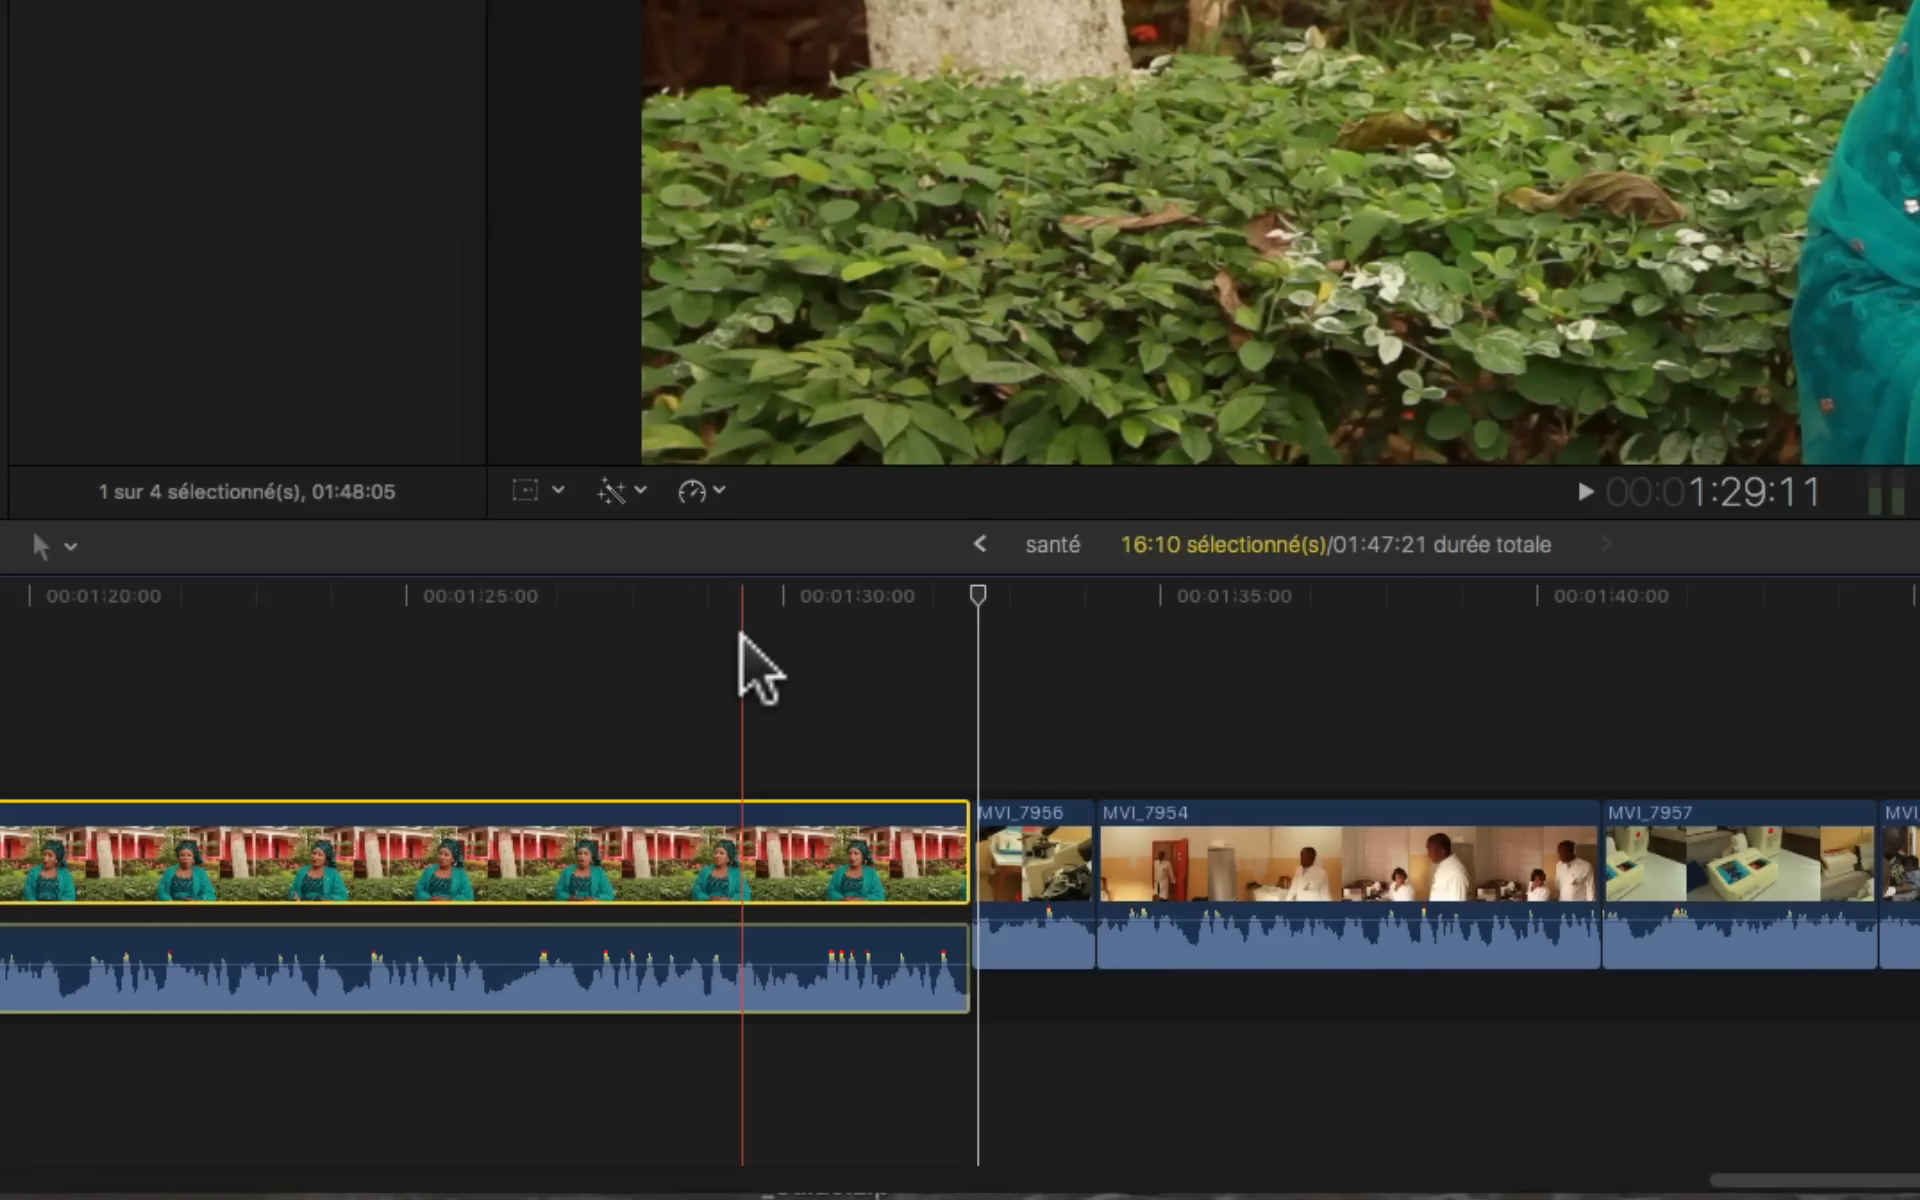 1 sur 4 sélectionné(s), 01:48:05
00:01:29:11
santé
16:10 sélectionné(s)/01:47:21 durée totale
00:01:20:00
00:01:25:00
00:01:30:00
00:01:35:00
00:01:40:00
MVI_7956
MVI_7954
MVI_7957
MVI